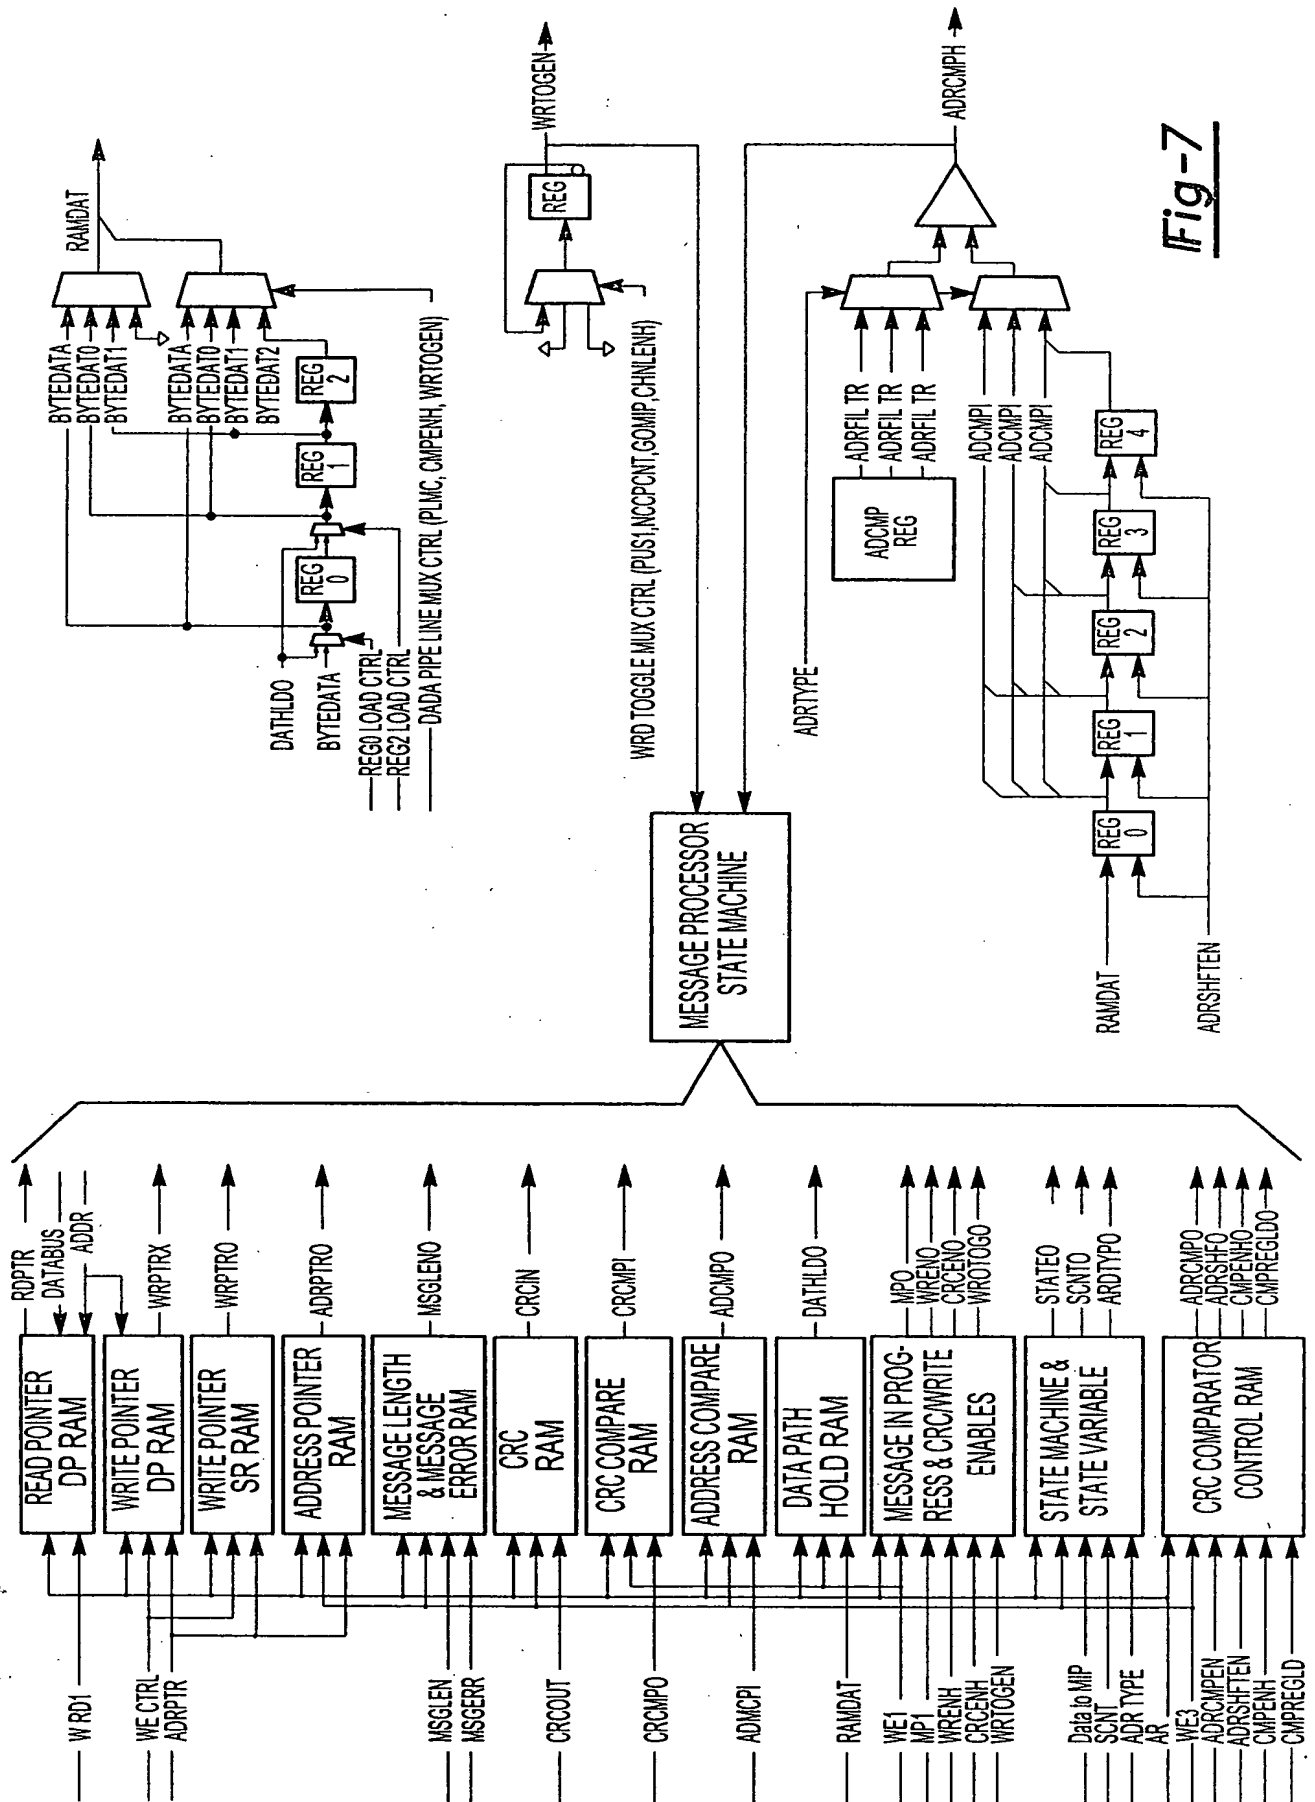 RAMDAT
BYTEDATA
BYTEDAT0
BYTEDAT1
BYTEDATA
BYTEDAT0
BYTEDAT1
BYTEDAT2
REG
0
REG
1
REG
2
DATHLDO
BYTEDATA
REG0 LOAD CTRL
REG2 LOAD CTRL
DADA PIPE LINE MUX CTRL (PLMC, CMPENH, WRTOGEN)
WRTOGEN
REG
WRD TOGGLE MUX CTRL (PUS1,NCCPCNT,GOMIP,CHNLENH)
MESSAGE PROCESSOR
STATE MACHINE
ADRCMPH
ADRTYPE
ADCMP
REG
ADRFIL TR
ADRFIL TR
ADRFIL TR
ADCMPI
ADCMPI
ADCMPI
REG
0
REG
1
REG
2
REG
3
REG
4
RAMDAT
ADRSHFTEN
Fig-7
RDPTR
DATABUS
ADDR
WRPTRX
WRPTRO
ADRPTRO
MSGLENO
CRCIN
CRCMPI
ADCMPO
DATHLDO
MPO
WRENO
CRCENO
WROTOGO
STATEO
SCNTO
ARDTYPO
ADRCMPO
ADRSHFO
CMPENHO
CMPREGLDO
READ POINTER
DP RAM
WRITE POINTER
DP RAM
WRITE POINTER
SR RAM
ADDRESS POINTER
RAM
MESSAGE LENGTH
& MESSAGE
ERROR RAM
CRC
RAM
CRC COMPARE
RAM
ADDRESS COMPARE
RAM
DATA PATH
HOLD RAM
MESSAGE IN PROG-
RESS & CRC/WRITE
ENABLES
STATE MACHINE &
STATE VARIABLE
CRC COMPARATOR
CONTROL RAM
W RD1
WE CTRL
ADRPTR
MSGLEN
MSGERR
CRCOUT
CRCMPO
ADMCPI
RAMDAT
WE1
MP1
WRENH
CRCENH
WRTOGEN
Data to MIP
SCNT
ADR TYPE
AR
WE3
ADRCMPEN
ADRSHFTEN
CMPENH
CMPREGLD